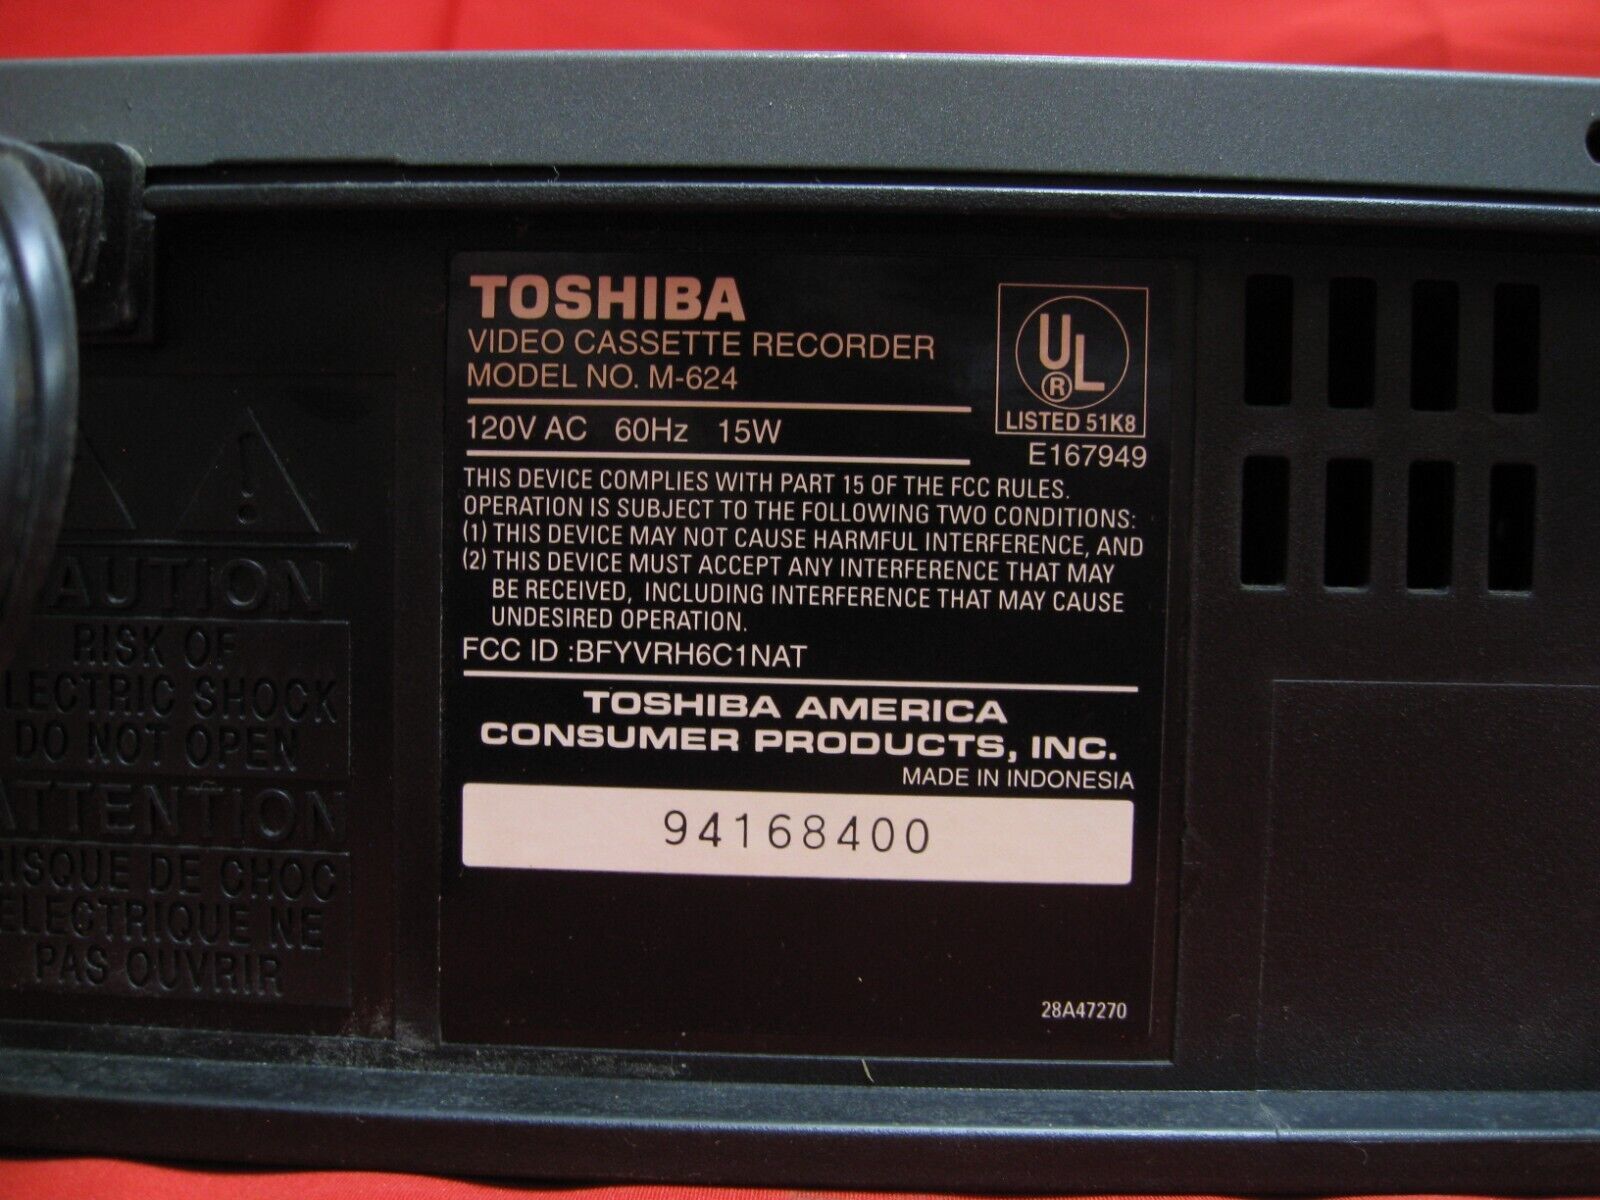 TOSHIBA
VIDEO CASSETTE RECORDER
MODEL NO. M-624
UL
®
LISTED 51K8
E167949
120V AC 60Hz 15W
THIS DEVICE COMPLIES WITH PART 15 OF THE FCC RULES.
OPERATION IS SUBJECT TO THE FOLLOWING TWO CONDITIONS:
(1) THIS DEVICE MAY NOT CAUSE HARMFUL INTERFERENCE, AND
(2) THIS DEVICE MUST ACCEPT ANY INTERFERENCE THAT MAY
BE RECEIVED, INCLUDING INTERFERENCE THAT MAY CAUSE
UNDESIRED OPERATION.
FCC ID :BFYVRH6C1NAT
TOSHIBA AMERICA
CONSUMER PRODUCTS, INC.
MADE IN INDONESIA
94168400
28A47270
AUTION
RISK OF
LECTRIC SHOCK
DO NOT OPEN
ATTENTION
RISQUE DE CHOC
ELECTRIQUE NE
PAS OUVRIR